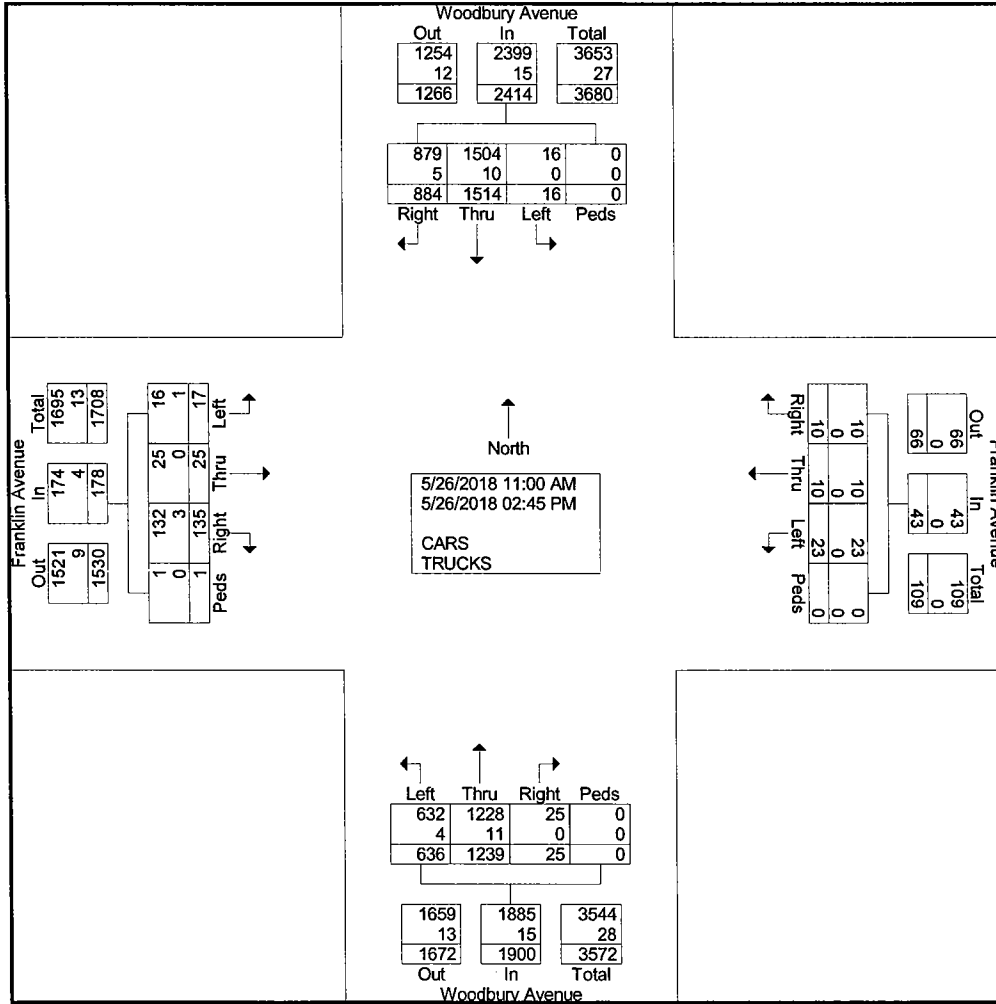 Woodbury Avenue
Out In Total
1254 2399 3653
12 15 27
1266 2414 3680
879 1504 16 0
5 10 0 0
884 1514 16 0
Right Thru Left Peds
Franklin Avenue
Total In Out
1695 174 1521
13 4 9
1708 178 1530
16 25 132 1
1 0 3 0
17 25 135 1
Left Thru Right Peds
North
5/26/2018 11:00 AM
5/26/2018 02:45 PM
CARS
TRUCKS
Right Thru Left Peds
10 10 23 0
0 0 0 0
10 10 23 0
Out In Total
66 43 109
0 0 0
66 43 109
Franklin Avenue
Left Thru Right Peds
632 1228 25 0
4 11 0 0
636 1239 25 0
1659 1885 3544
13 15 28
1672 1900 3572
Out In Total
Woodbury Avenue